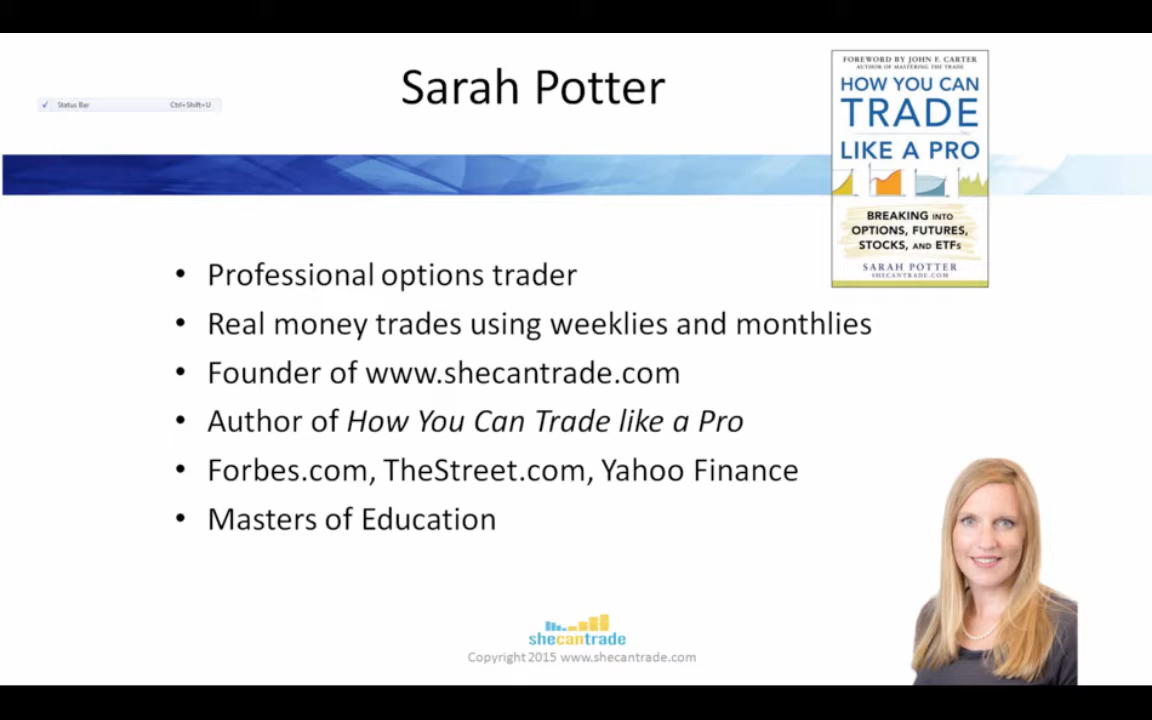 Sarah Potter
✓ Status Bar Ctrl+Shift+U
FOREWORD BY JOHN F. CARTER
AUTHOR OF MASTERING THE TRADE
HOW YOU CAN
TRADE
LIKE A PRO
BREAKING INTO
OPTIONS, FUTURES,
STOCKS, AND ETFs
SARAH POTTER
SHECANTRADE.COM
• Professional options trader
• Real money trades using weeklies and monthlies
• Founder of www.shecantrade.com
• Author of How You Can Trade like a Pro
• Forbes.com, TheStreet.com, Yahoo Finance
• Masters of Education
shecantrade
Copyright 2015 www.shecantrade.com